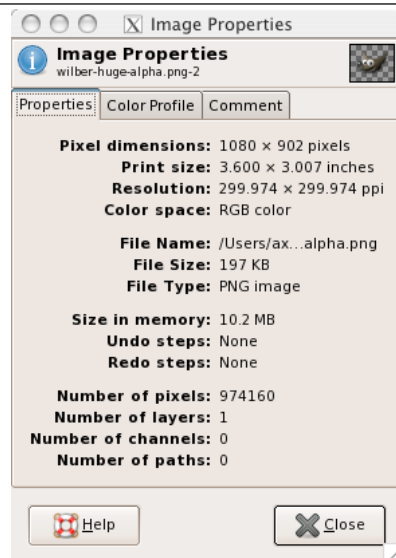 Image Properties
Image Properties
wilber-huge-alpha.png-2
Properties Color Profile Comment
Pixel dimensions: 1080 × 902 pixels
Print size: 3.600 × 3.007 inches
Resolution: 299.974 × 299.974 ppi
Color space: RGB color
File Name: /Users/ax...alpha.png
File Size: 197 KB
File Type: PNG image
Size in memory: 10.2 MB
Undo steps: None
Redo steps: None
Number of pixels: 974160
Number of layers: 1
Number of channels: 0
Number of paths: 0
Help Close